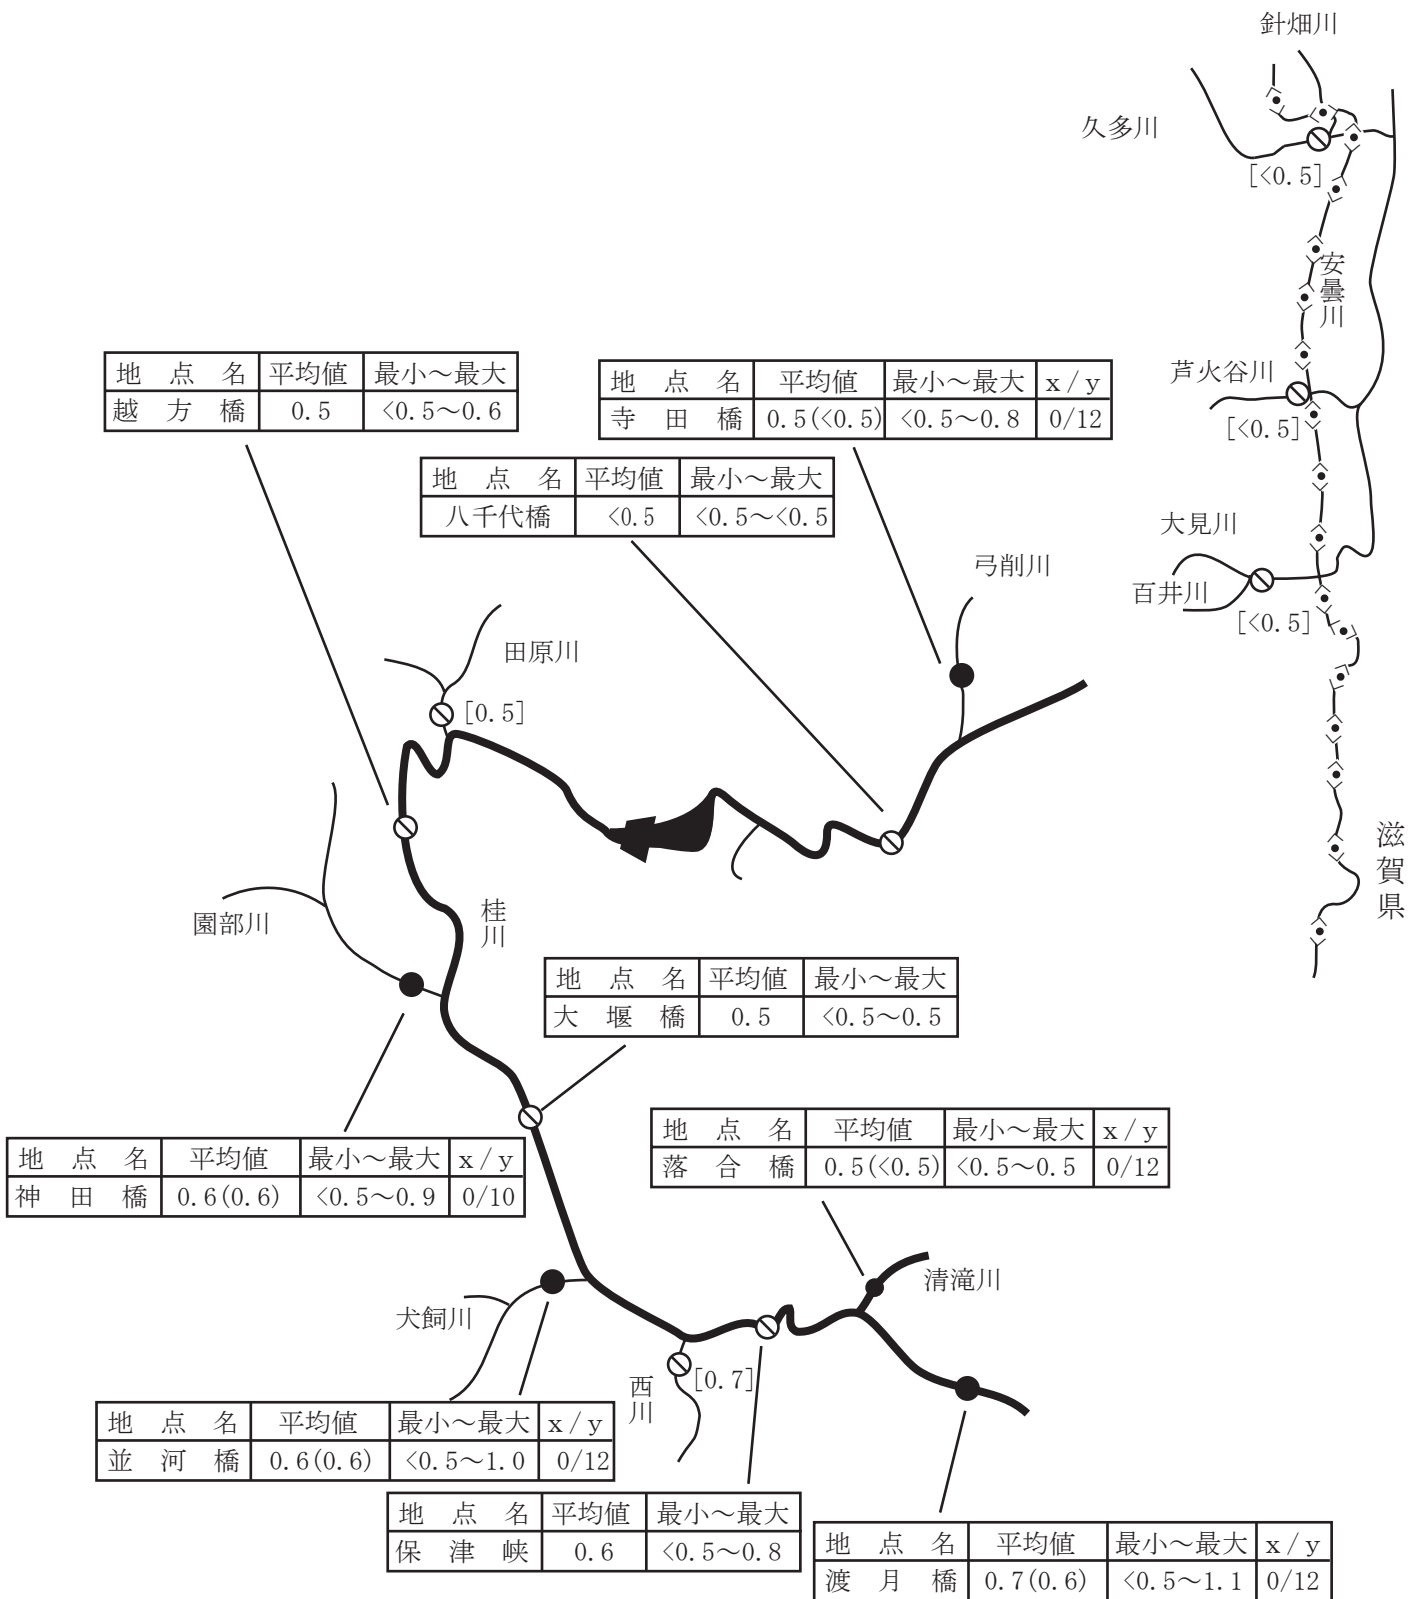 針畑川
久多川
[<0.5]
安曇川
地 点 名 平均値 最小～最大
越 方 橋 0.5 <0.5～0.6
地 点 名 平均値 最小～最大 x/y
寺 田 橋 0.5(<0.5) <0.5～0.8 0/12
芦火谷川
[<0.5]
地 点 名 平均値 最小～最大
八千代橋 <0.5 <0.5～<0.5
大見川
百井川
[<0.5]
弓削川
田原川
[0.5]
滋賀県
園部川
桂川
地 点 名 平均値 最小～最大
大 堰 橋 0.5 <0.5～0.5
地 点 名 平均値 最小～最大 x/y
神 田 橋 0.6(0.6) <0.5～0.9 0/10
地 点 名 平均値 最小～最大 x/y
落 合 橋 0.5(<0.5) <0.5～0.5 0/12
清滝川
犬飼川
西川
[0.7]
地 点 名 平均値 最小～最大 x/y
並 河 橋 0.6(0.6) <0.5～1.0 0/12
地 点 名 平均値 最小～最大
保 津 峡 0.6 <0.5～0.8
地 点 名 平均値 最小～最大 x/y
渡 月 橋 0.7(0.6) <0.5～1.1 0/12